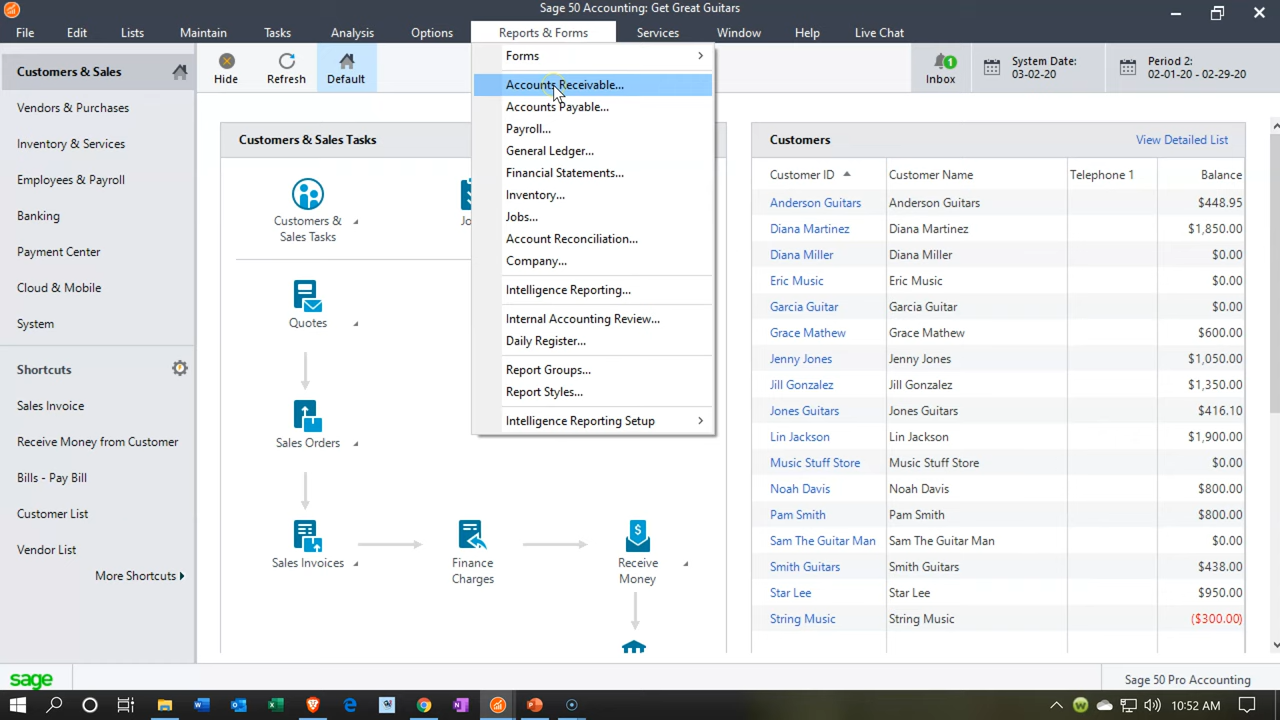 Sage 50 Accounting: Get Great Guitars
File Edit Lists Maintain Tasks Analysis Options Reports & Forms Services Window Help Live Chat
Customers & Sales
Vendors & Purchases
Inventory & Services
Employees & Payroll
Banking
Payment Center
Cloud & Mobile
System
Shortcuts
Sales Invoice
Receive Money from Customer
Bills - Pay Bill
Customer List
Vendor List
More Shortcuts
Hide Refresh Default
Inbox
1
System Date:
03-02-20
Period 2:
02-01-20 - 02-29-20
Forms
Accounts Receivable...
Accounts Payable...
Payroll...
General Ledger...
Financial Statements...
Inventory...
Jobs...
Account Reconciliation...
Company...
Intelligence Reporting...
Internal Accounting Review...
Daily Register...
Report Groups...
Report Styles...
Intelligence Reporting Setup
Customers & Sales Tasks
Customers &
Sales Tasks
Jo
Quotes
Sales Orders
Sales Invoices
Finance
Charges
Receive
Money
Customers View Detailed List
Customer ID Customer Name Telephone 1 Balance
Anderson Guitars Anderson Guitars $448.95
Diana Martinez Diana Martinez $1,850.00
Diana Miller Diana Miller $0.00
Eric Music Eric Music $0.00
Garcia Guitar Garcia Guitar $0.00
Grace Mathew Grace Mathew $600.00
Jenny Jones Jenny Jones $1,050.00
Jill Gonzalez Jill Gonzalez $1,350.00
Jones Guitars Jones Guitars $416.10
Lin Jackson Lin Jackson $1,900.00
Music Stuff Store Music Stuff Store $0.00
Noah Davis Noah Davis $800.00
Pam Smith Pam Smith $800.00
Sam The Guitar Man Sam The Guitar Man $0.00
Smith Guitars Smith Guitars $438.00
Star Lee Star Lee $950.00
String Music String Music ($300.00)
sage
Sage 50 Pro Accounting
10:52 AM